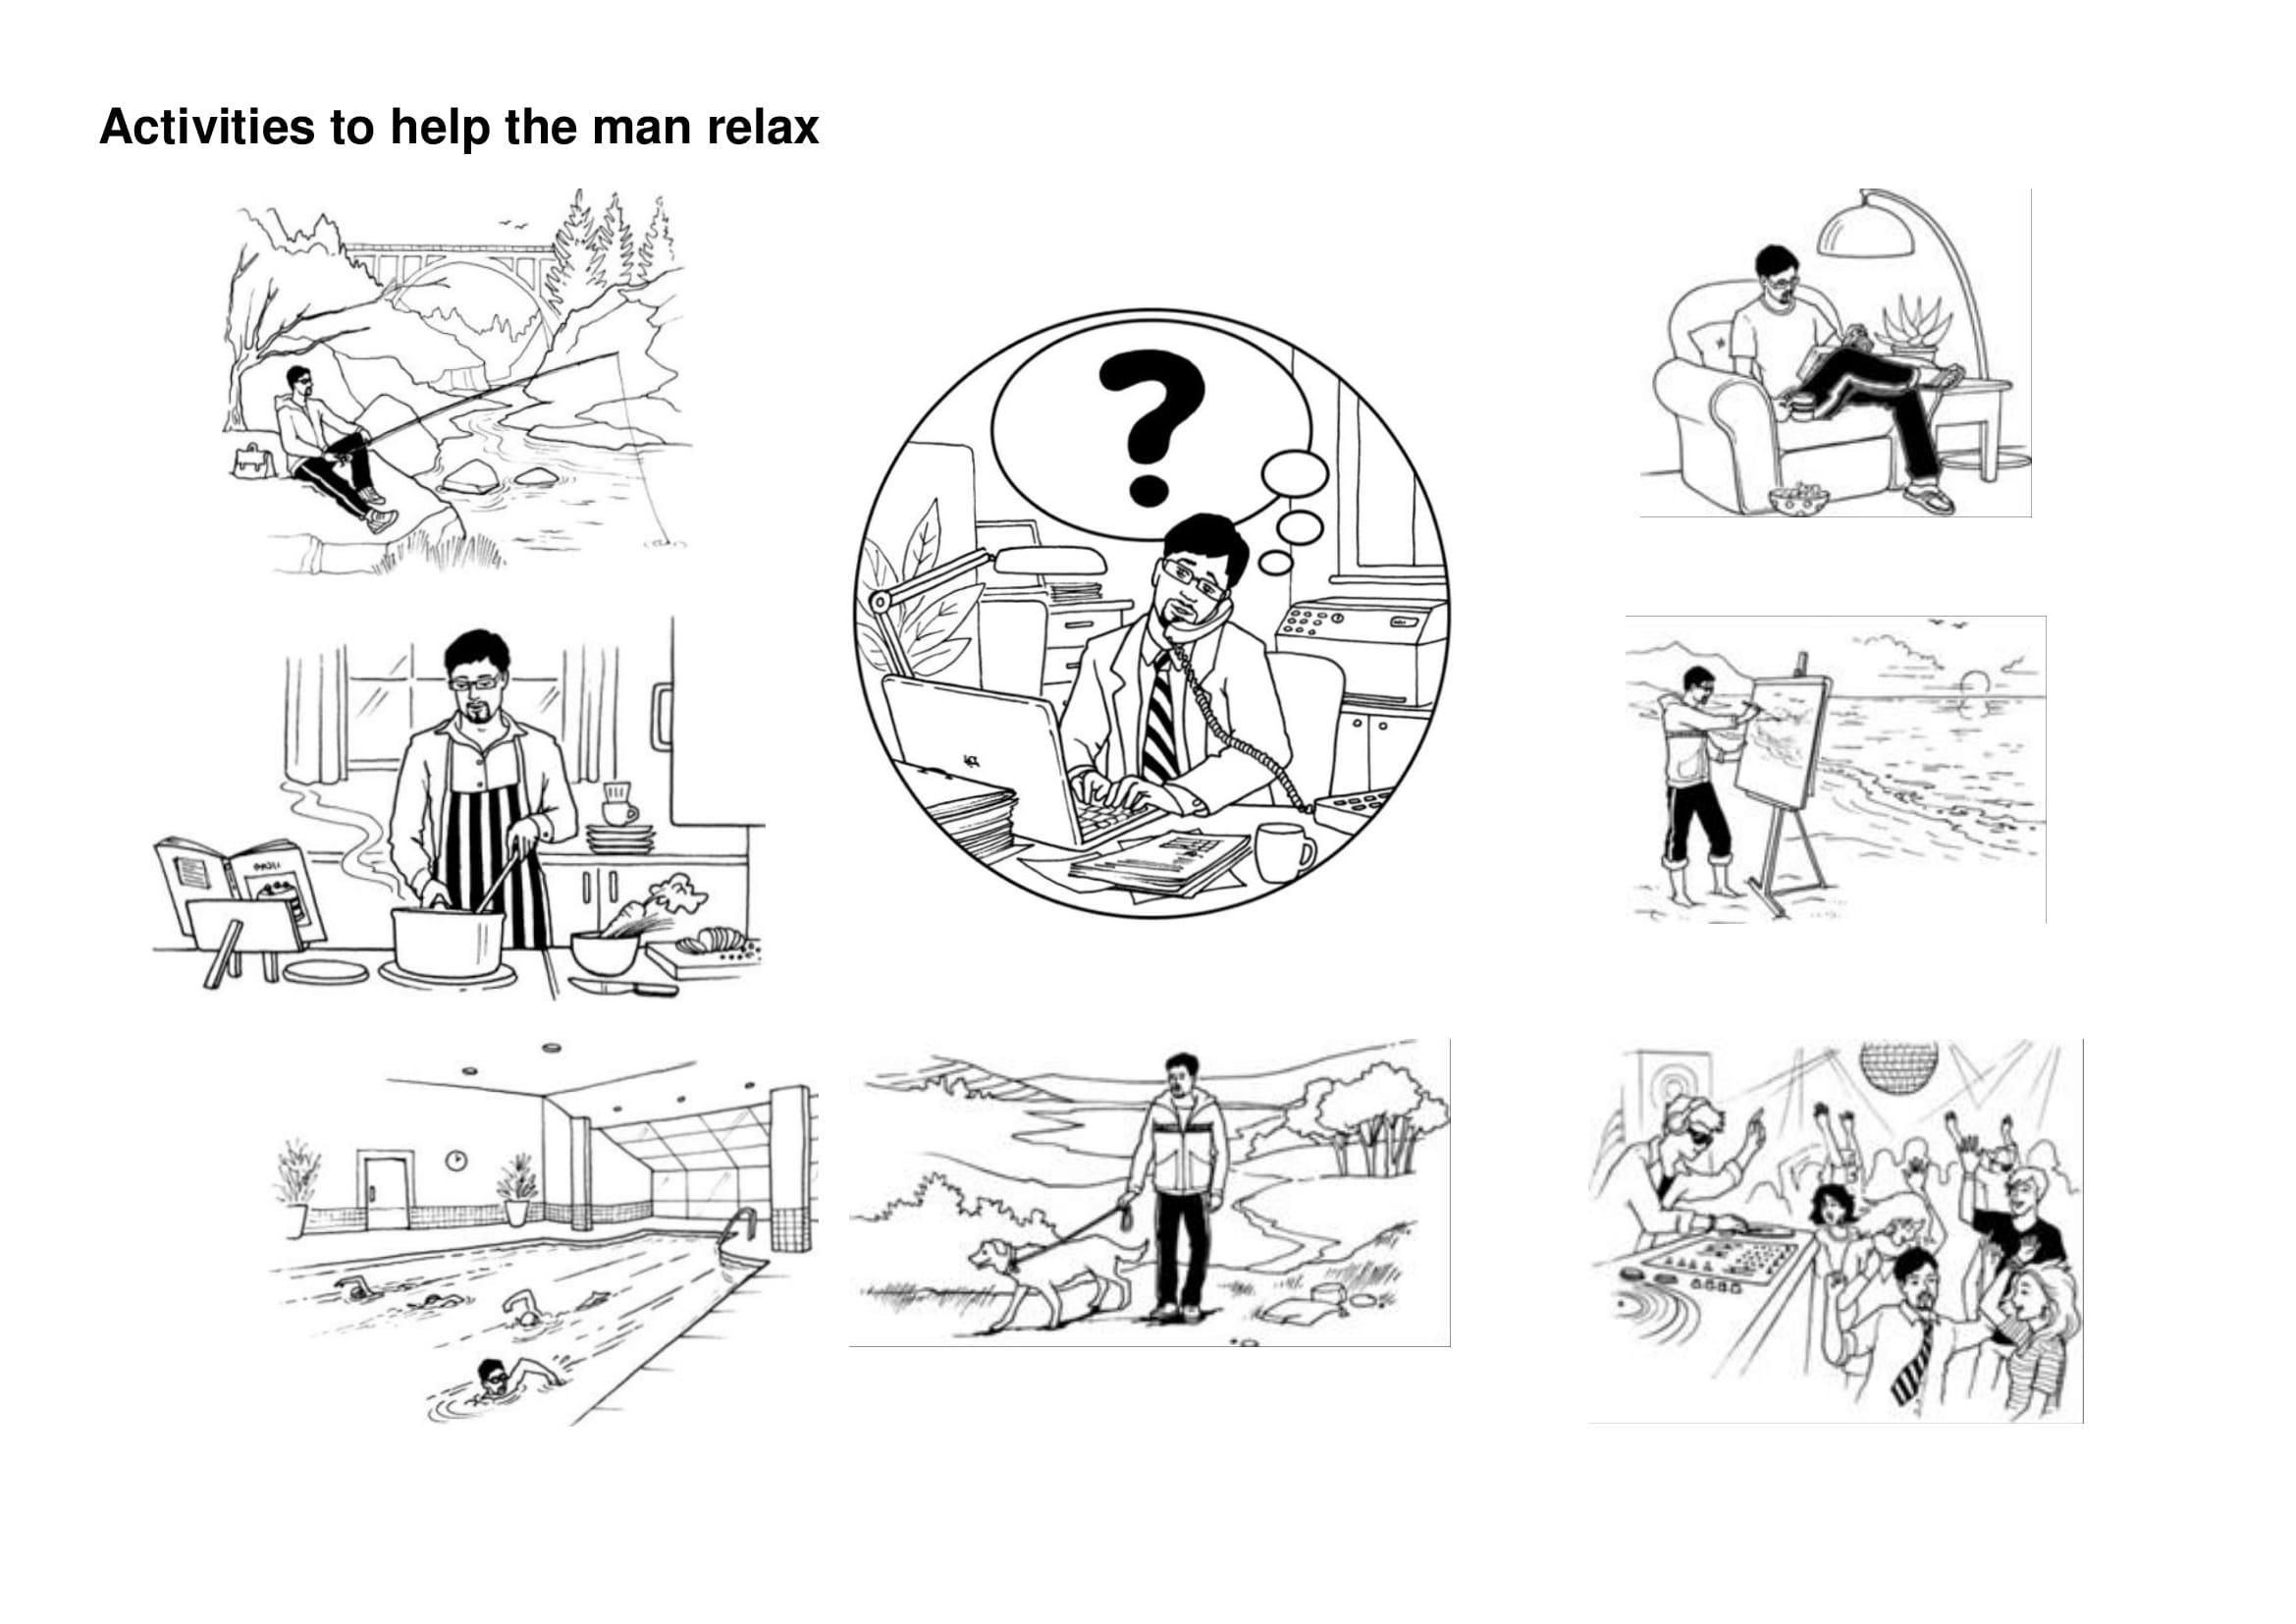 Activities to help the man relax
?